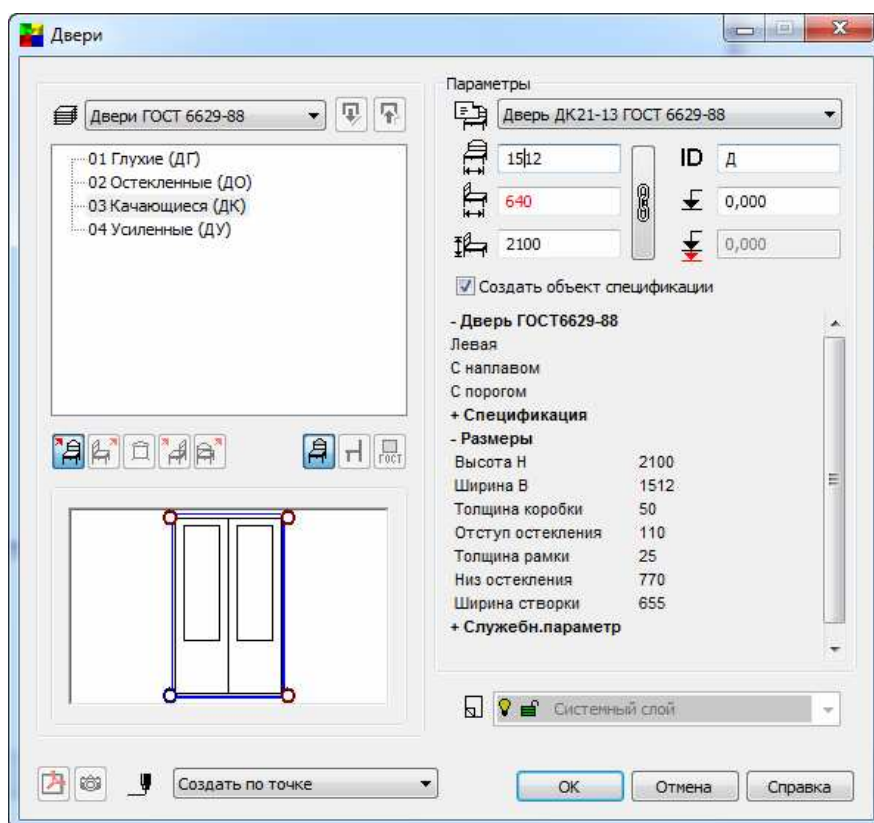 Двери
Двери ГОСТ 6629-88
01 Глухие (ДГ)
02 Остекленные (ДО)
03 Качающиеся (ДК)
04 Усиленные (ДУ)
ГОСТ
Создать по точке
Параметры
Дверь ДК21-13 ГОСТ 6629-88
1512
ID
Д
640
0,000
2100
0,000
Создать объект спецификации
- Дверь ГОСТ6629-88
Левая
С наплавом
С порогом
+ Спецификация
- Размеры
Высота H 2100
Ширина B 1512
Толщина коробки 50
Отступ остекления 110
Толщина рамки 25
Низ остекления 770
Ширина створки 655
+ Служебн.параметр
Системный слой
OK
Отмена
Справка